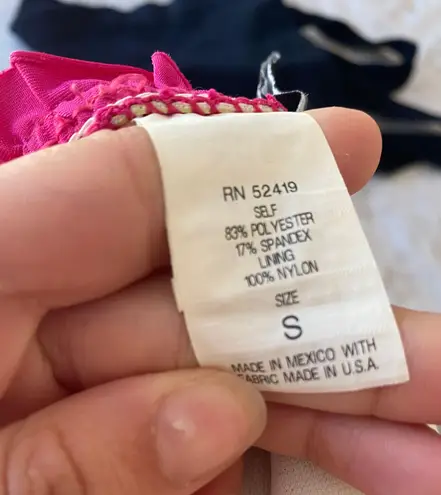 RN 52419
SELF
83% POLYESTER
17% SPANDEX
LINING
100% NYLON
SIZE
S
MADE IN MEXICO WITH
FABRIC MADE IN U.S.A.